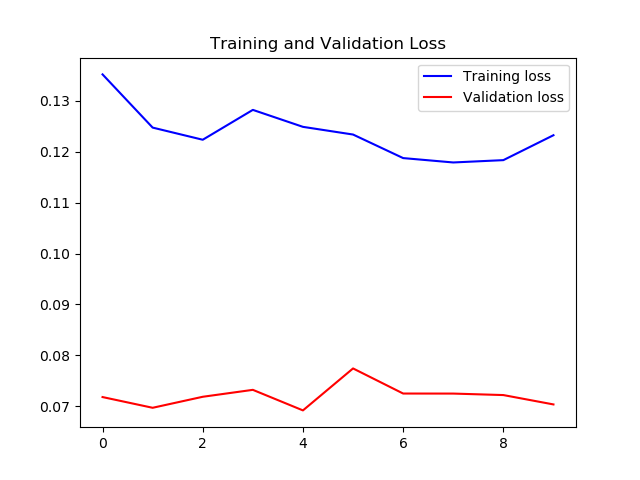 Training and Validation Loss
Training loss
Validation loss
0.13
0.12
0.11
0.10
0.09
0.08
0.07
0 2 4 6 8